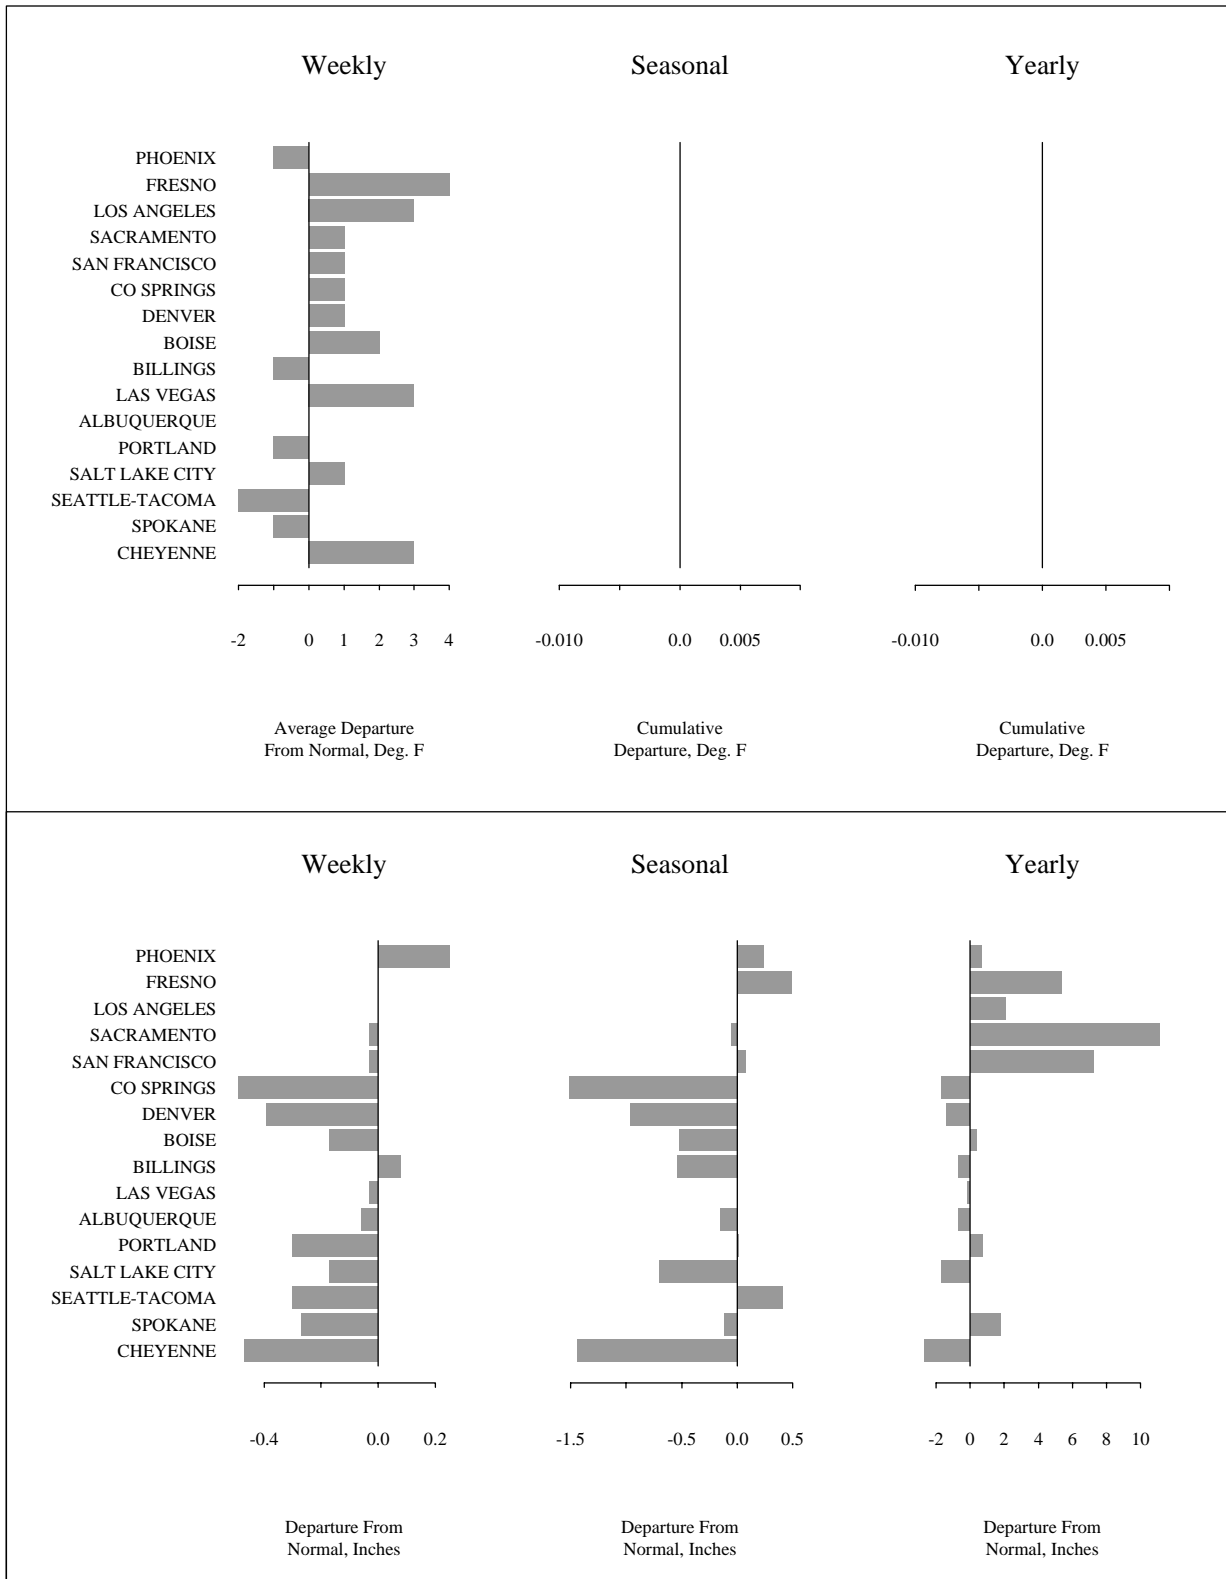 Weekly
Seasonal
Yearly
PHOENIX
FRESNO
LOS ANGELES
SACRAMENTO
SAN FRANCISCO
CO SPRINGS
DENVER
BOISE
BILLINGS
LAS VEGAS
ALBUQUERQUE
PORTLAND
SALT LAKE CITY
SEATTLE-TACOMA
SPOKANE
CHEYENNE
-2 0 1 2 3 4
-0.010 0.0 0.005
-0.010 0.0 0.005
Average Departure
From Normal, Deg. F
Cumulative
Departure, Deg. F
Cumulative
Departure, Deg. F
Weekly
Seasonal
Yearly
PHOENIX
FRESNO
LOS ANGELES
SACRAMENTO
SAN FRANCISCO
CO SPRINGS
DENVER
BOISE
BILLINGS
LAS VEGAS
ALBUQUERQUE
PORTLAND
SALT LAKE CITY
SEATTLE-TACOMA
SPOKANE
CHEYENNE
-0.4 0.0 0.2
-1.5 -0.5 0.0 0.5
-2 0 2 4 6 8 10
Departure From
Normal, Inches
Departure From
Normal, Inches
Departure From
Normal, Inches